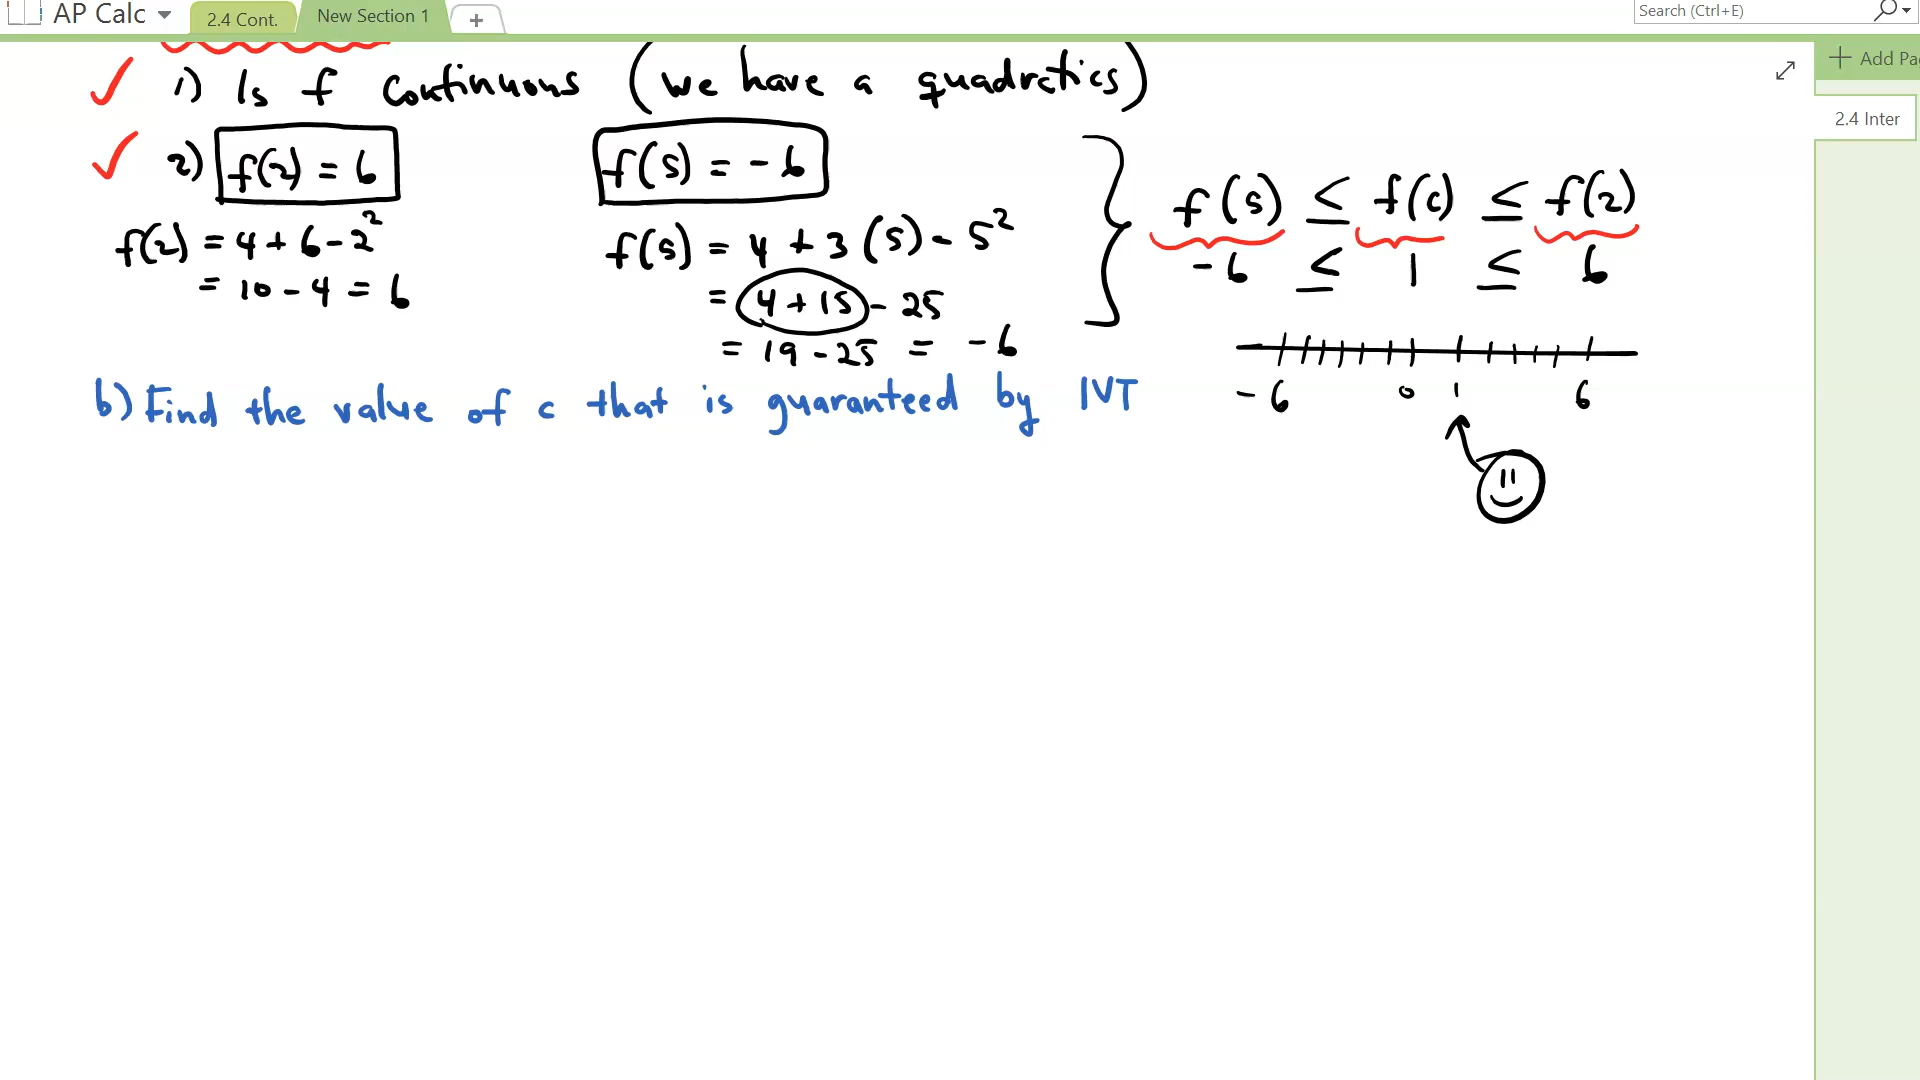 AP Calc
2.4 Cont.
New Section 1
+
Search (Ctrl+E)
Add Pa
2.4 Inter
1) Is f continuous (we have a quadratics)
2) f(2) = 6
f(5) = -6
f(2) = 4 + 6 - 2²
= 10 - 4 = 6
f(5) = 4 + 3 (5) - 5²
= 4 + 15 - 25
= 19 - 25 = -6
f(5) ≤ f(c) ≤ f(2)
-6 ≤ 1 ≤ 6
-6 0 1 6
b) Find the value of c that is guaranteed by IVT